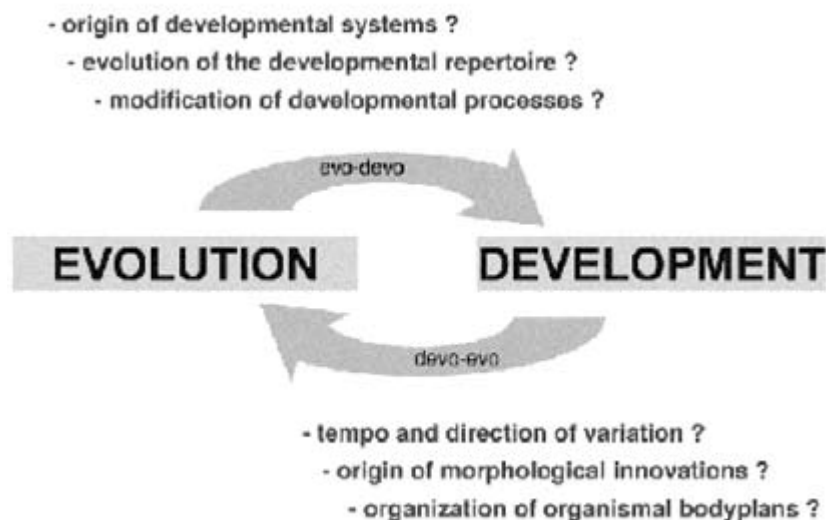 - origin of developmental systems ?
- evolution of the developmental repertoire ?
- modification of developmental processes ?
evo-devo
EVOLUTION
DEVELOPMENT
devo-evo
- tempo and direction of variation ?
- origin of morphological innovations ?
- organization of organismal bodyplans ?